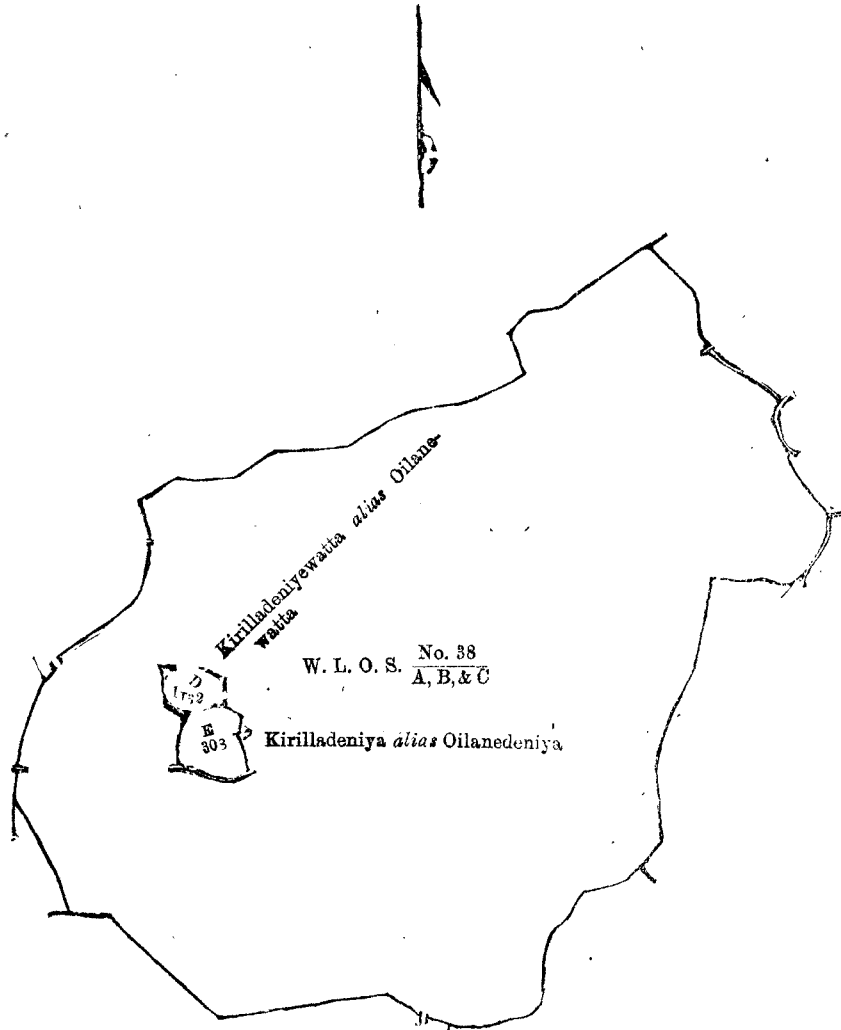 Kirilladeniyewatta alias Oilane-
watta
W. L. O. S. No. 38
A, B, & C
D
E
303
Kirilladeniya alias Oilanedeniya